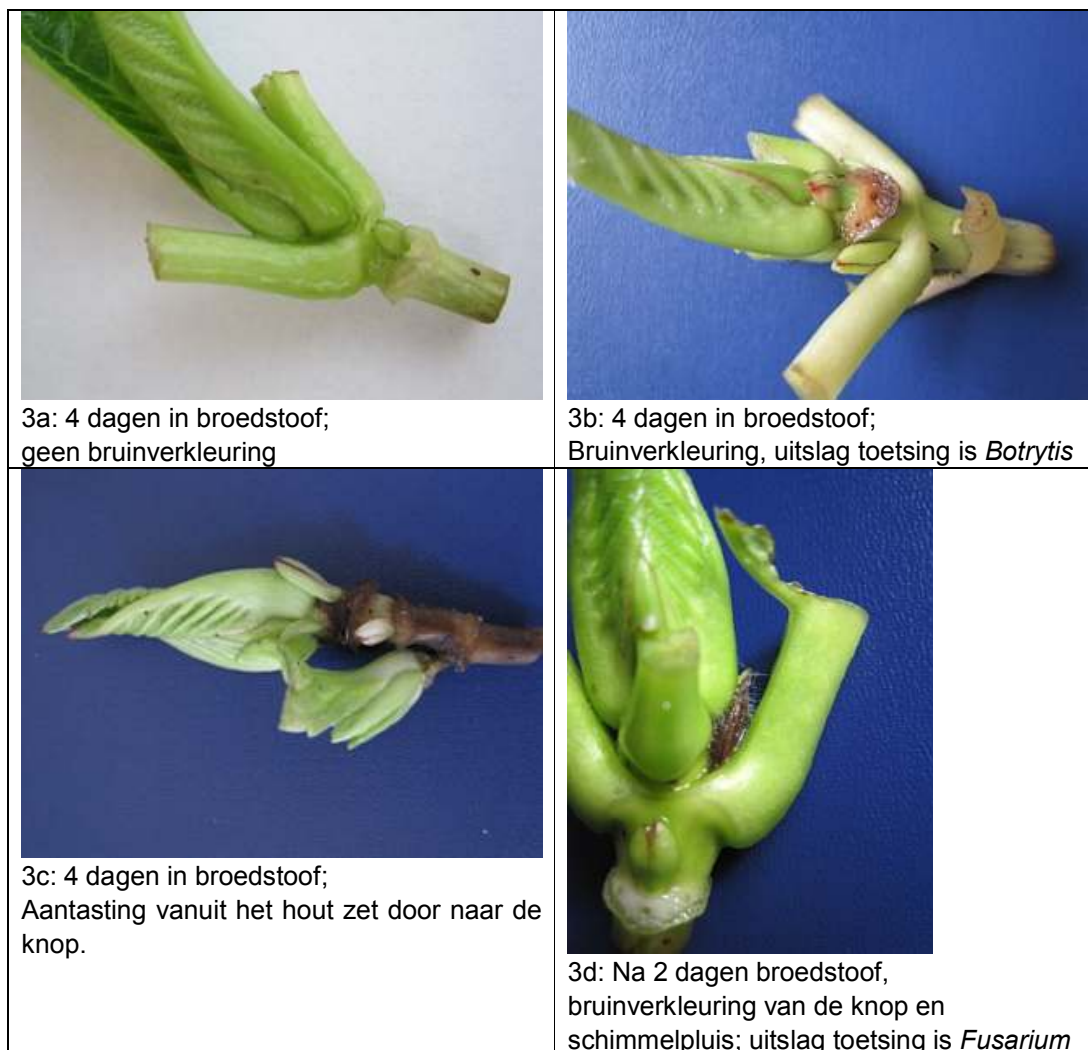 3a: 4 dagen in broedstoof;
geen bruinverkleuring
3b: 4 dagen in broedstoof;
Bruinverkleuring, uitslag toetsing is Botrytis
3c: 4 dagen in broedstoof;
Aantasting vanuit het hout zet door naar de
knop.
3d: Na 2 dagen broedstoof,
bruinverkleuring van de knop en
schimmelpluis; uitslag toetsing is Fusarium